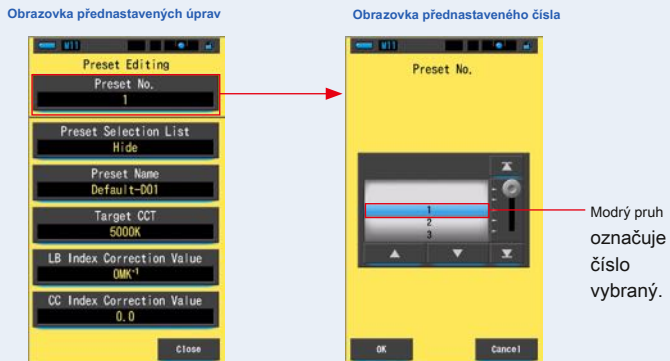 Obrazovka přednastavených úprav
Obrazovka přednastaveného čísla
M11
Preset Editing
Preset No.
1
Preset Selection List
Hide
Preset Name
Default-D01
Target CCT
5000K
LB Index Correction Value
0MK⁻¹
CC Index Correction Value
0.0
Close
M11
Preset No.
1
2
3
OK
Cancel
Modrý pruh
označuje
číslo
vybraný.